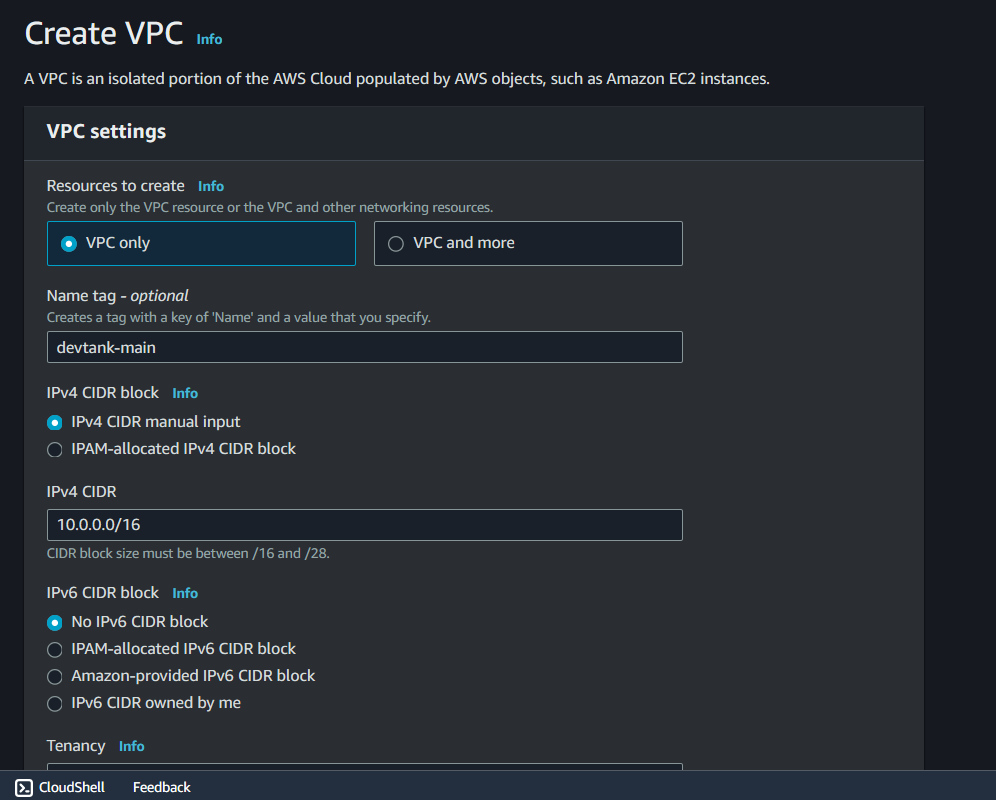 Create VPC Info
A VPC is an isolated portion of the AWS Cloud populated by AWS objects, such as Amazon EC2 instances.
VPC settings
Resources to create Info
Create only the VPC resource or the VPC and other networking resources.
VPC only
VPC and more
Name tag - optional
Creates a tag with a key of 'Name' and a value that you specify.
devtank-main
IPv4 CIDR block Info
IPv4 CIDR manual input
IPAM-allocated IPv4 CIDR block
IPv4 CIDR
10.0.0.0/16
CIDR block size must be between /16 and /28.
IPv6 CIDR block Info
No IPv6 CIDR block
IPAM-allocated IPv6 CIDR block
Amazon-provided IPv6 CIDR block
IPv6 CIDR owned by me
Tenancy Info
CloudShell Feedback